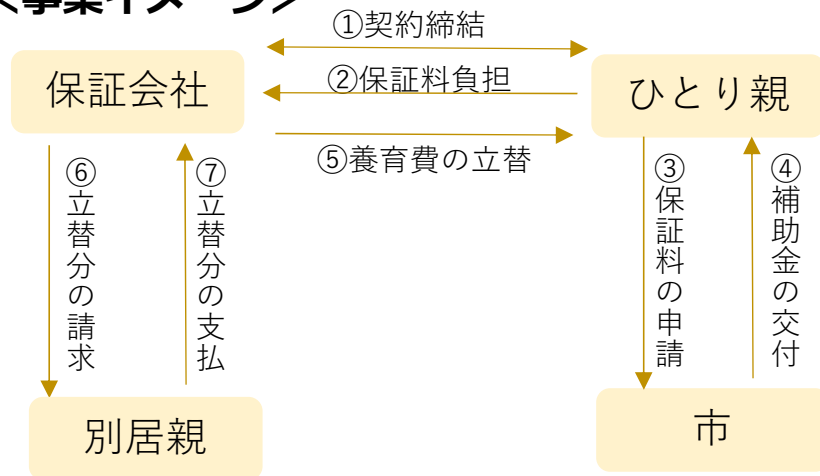 ＜事業イメージ＞
①契約締結
保証会社
②保証料負担
ひとり親
⑤養育費の立替
⑥立替分の請求
⑦立替分の支払
③保証料の申請
④補助金の交付
別居親
市